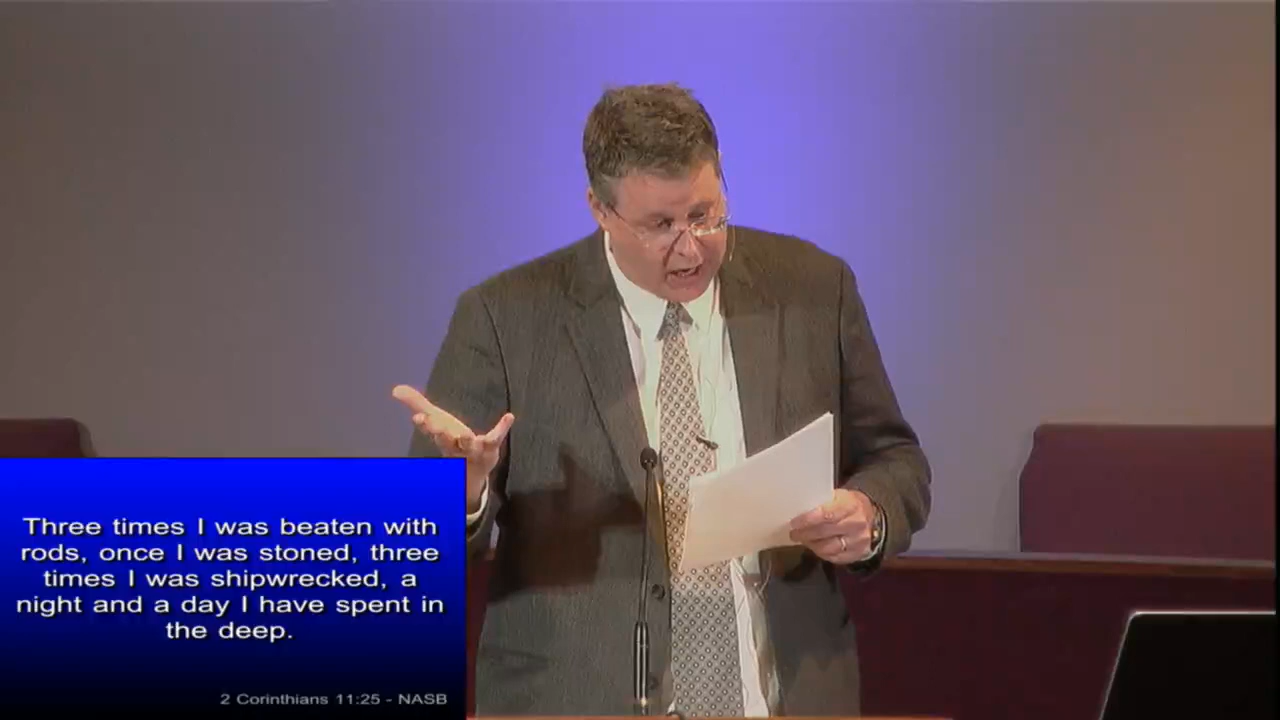 Three times I was beaten with
rods, once I was stoned, three
times I was shipwrecked, a
night and a day I have spent in
the deep.
2 Corinthians 11:25 - NASB